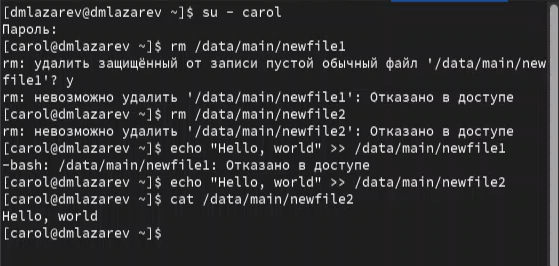 [dmlazarev@dmlazarev ~]$ su - carol
Пароль:
[carol@dmlazarev ~]$ rm /data/main/newfile1
rm: удалить защищённый от записи пустой обычный файл '/data/main/new
file1'? y
rm: невозможно удалить '/data/main/newfile1': Отказано в доступе
[carol@dmlazarev ~]$ rm /data/main/newfile2
rm: невозможно удалить '/data/main/newfile2': Отказано в доступе
[carol@dmlazarev ~]$ echo "Hello, world" >> /data/main/newfile1
-bash: /data/main/newfile1: Отказано в доступе
[carol@dmlazarev ~]$ echo "Hello, world" >> /data/main/newfile2
[carol@dmlazarev ~]$ cat /data/main/newfile2
Hello, world
[carol@dmlazarev ~]$